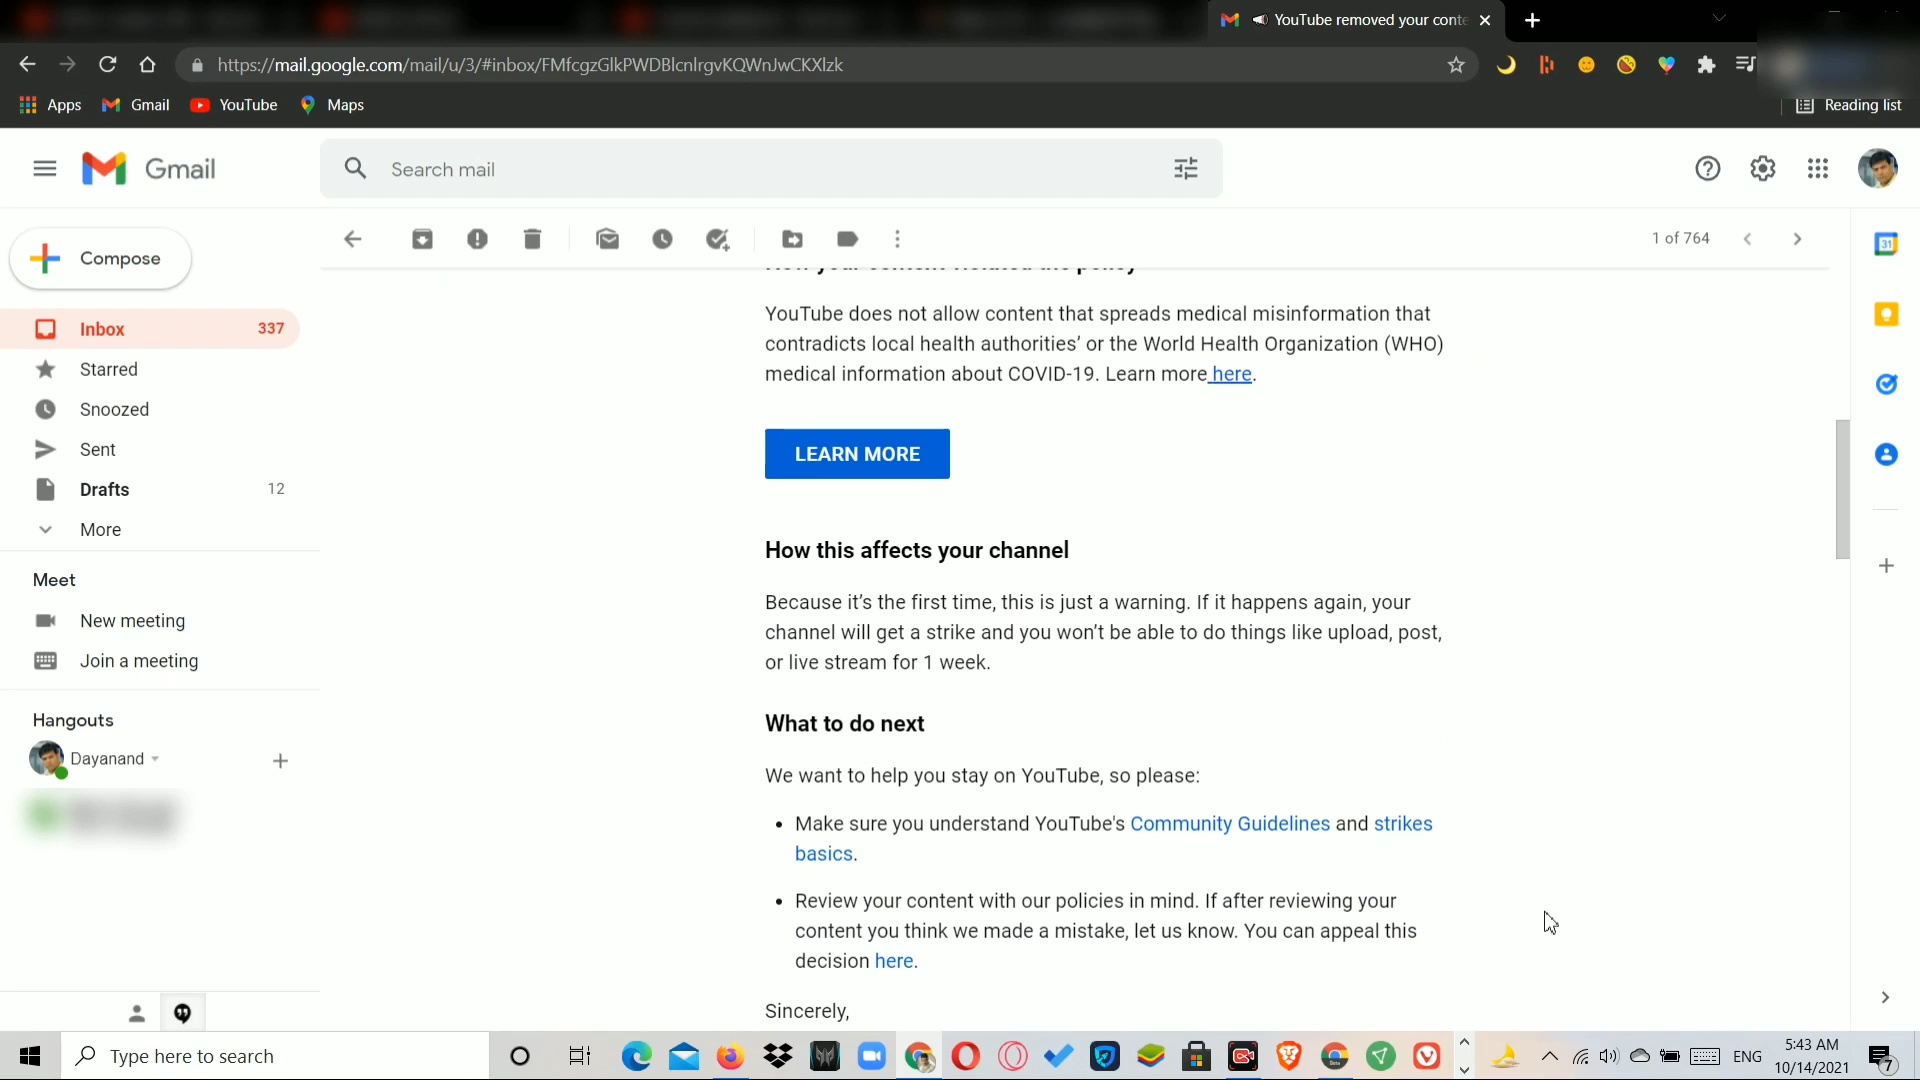 YouTube removed your conte
https://mail.google.com/mail/u/3/#inbox/FMfcgzGlkPWDBlcnlrgvKQWnJwCKXlzk
Apps Gmail YouTube Maps Reading list
Gmail
Search mail
Compose
1 of 764
Inbox 337
Starred
Snoozed
Sent
Drafts 12
More
Meet
New meeting
Join a meeting
Hangouts
Dayanand
How your content violated the policy
YouTube does not allow content that spreads medical misinformation that
contradicts local health authorities’ or the World Health Organization (WHO)
medical information about COVID-19. Learn more here.
LEARN MORE
How this affects your channel
Because it’s the first time, this is just a warning. If it happens again, your
channel will get a strike and you won’t be able to do things like upload, post,
or live stream for 1 week.
What to do next
We want to help you stay on YouTube, so please:
• Make sure you understand YouTube's Community Guidelines and strikes
basics.
• Review your content with our policies in mind. If after reviewing your
content you think we made a mistake, let us know. You can appeal this
decision here.
Sincerely,
31
Type here to search
Beta
ENG
5:43 AM
10/14/2021
7